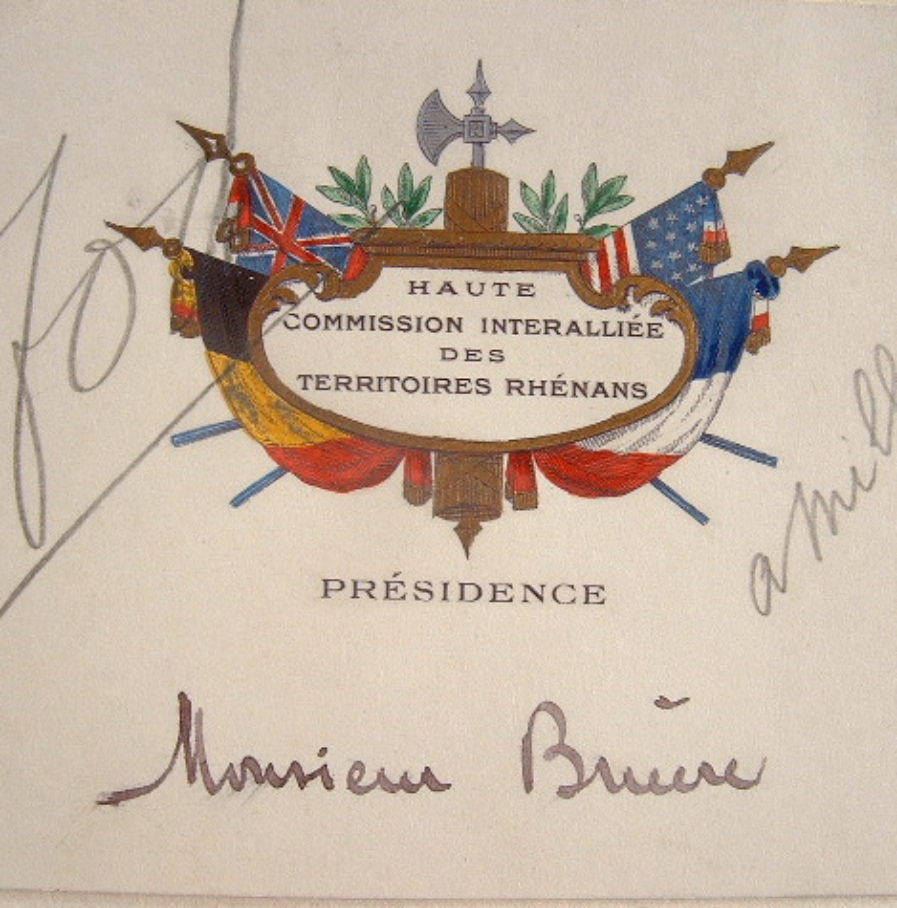 HAUTE
COMMISSION INTERALLIÉE
DES
TERRITOIRES RHÉNANS
PRÉSIDENCE
Monsieur Bruère